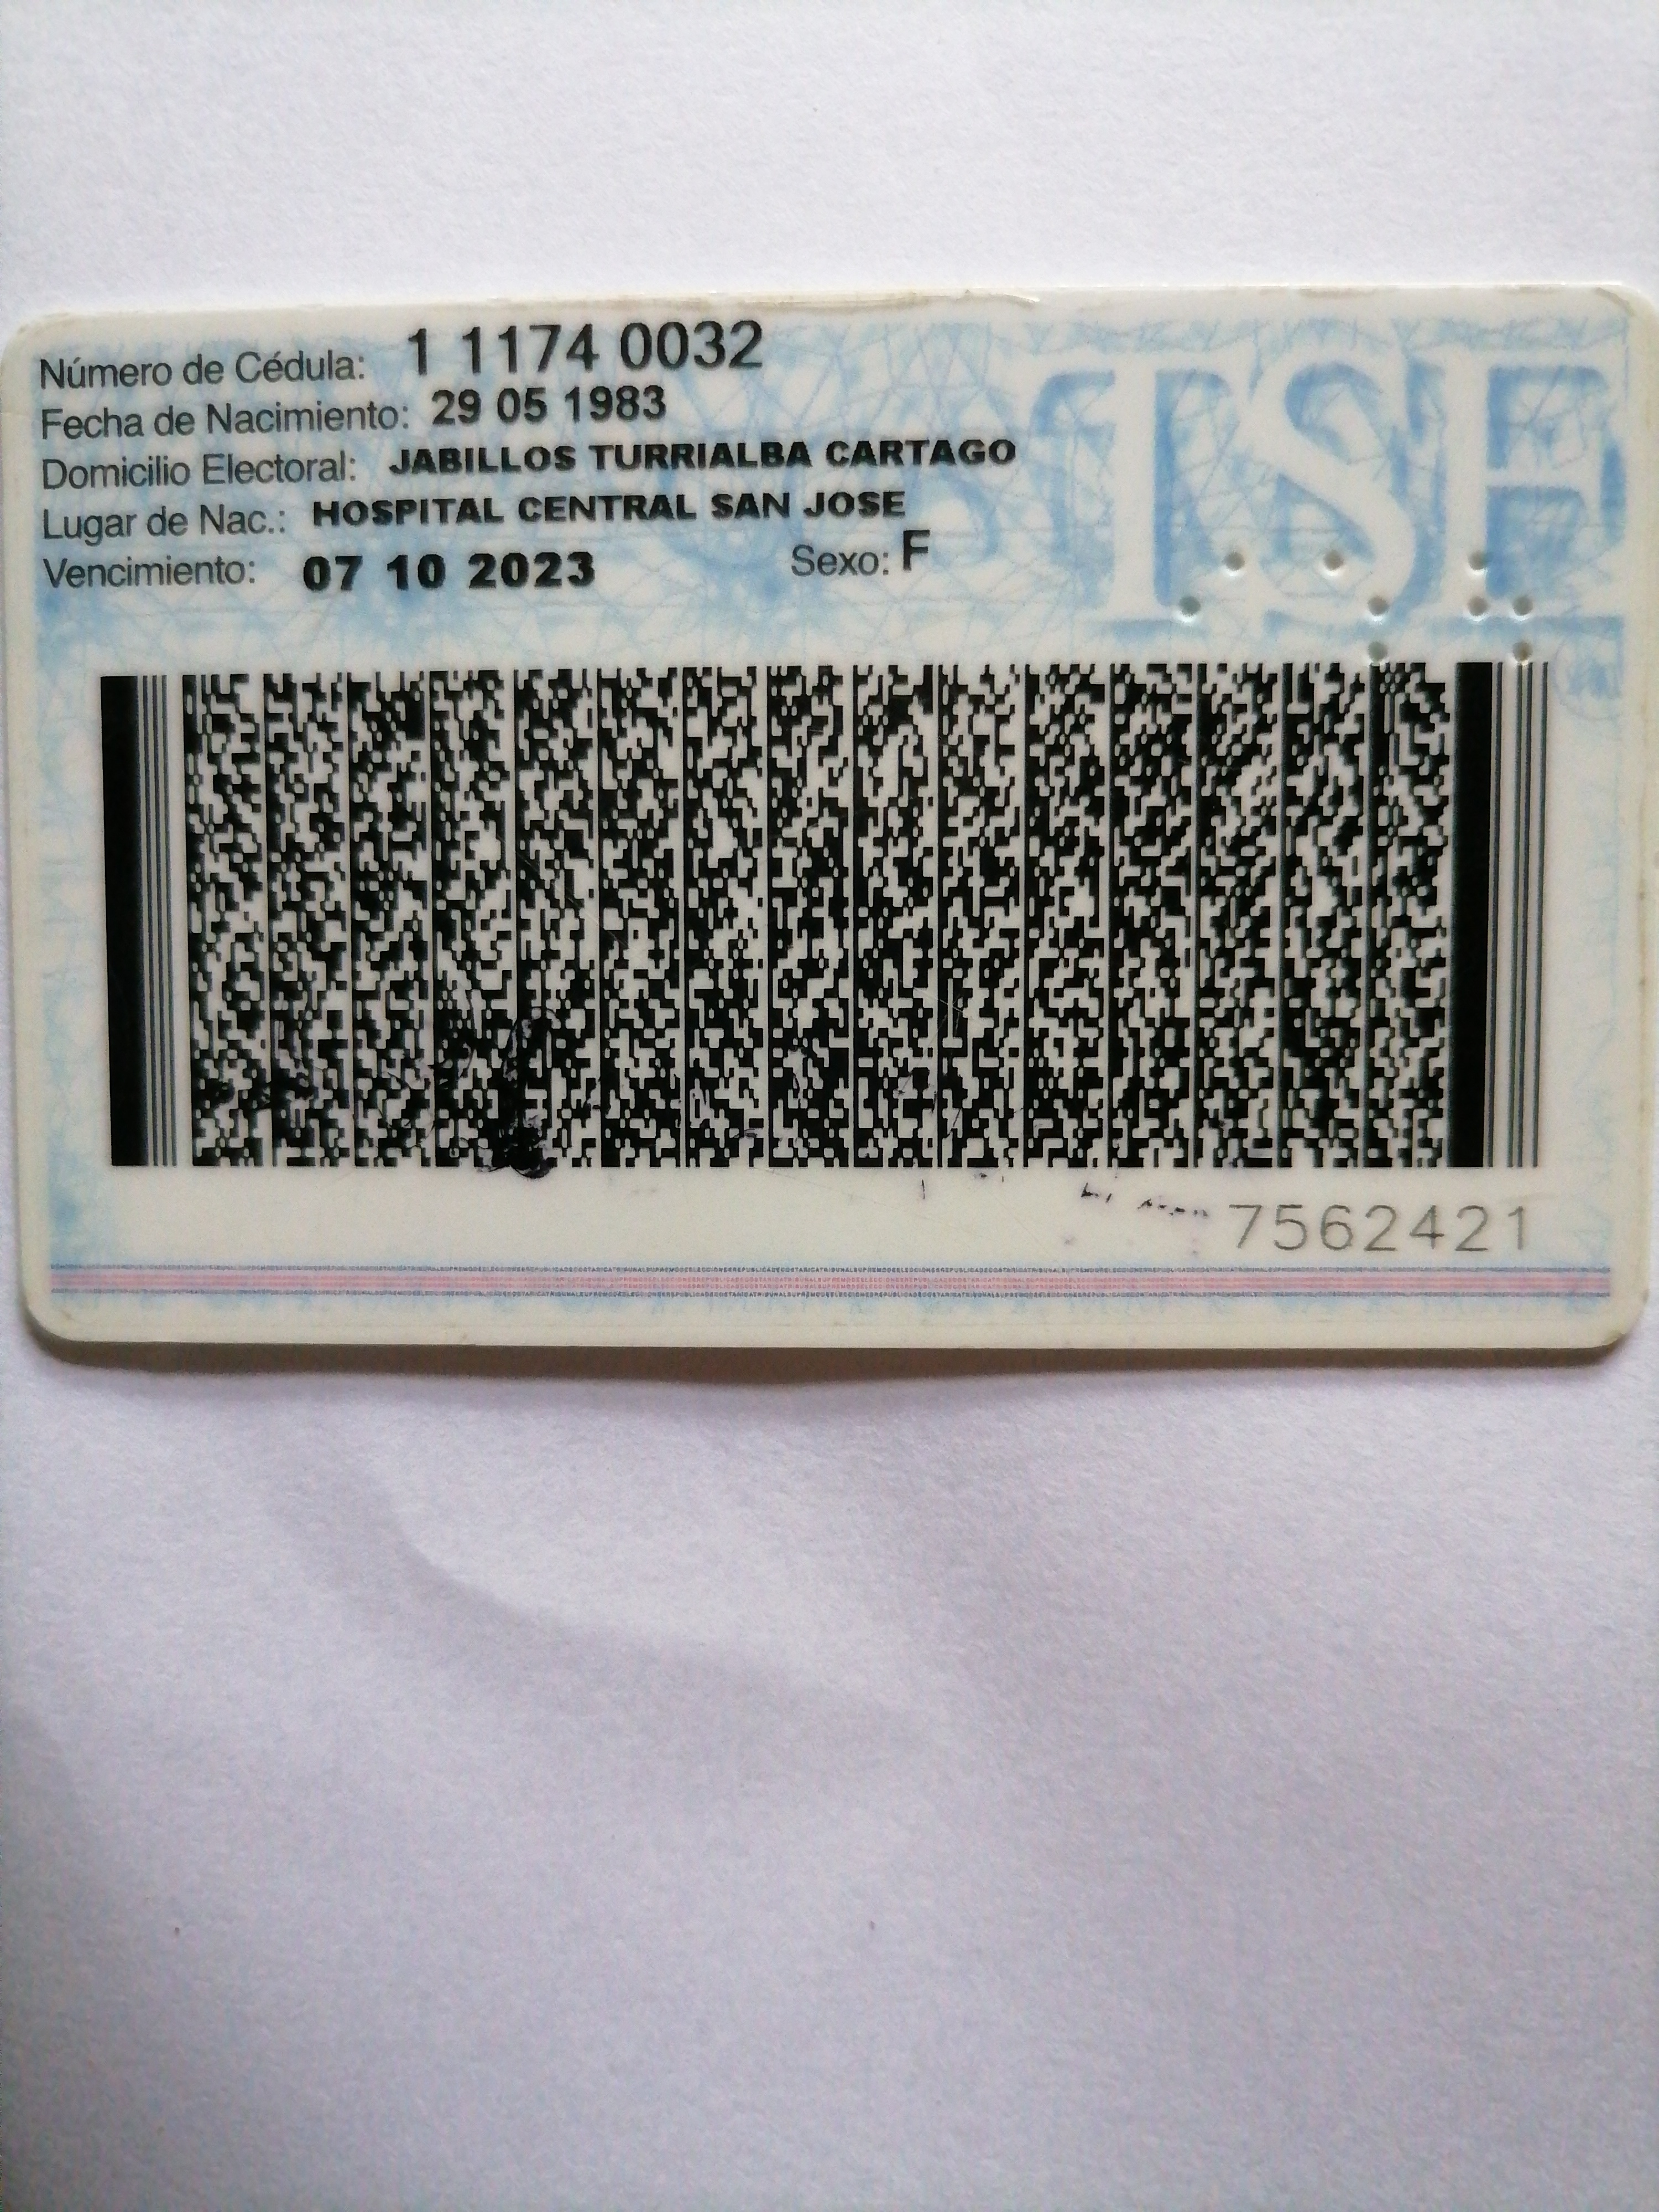 Número de Cédula: 1 1174 0032
Fecha de Nacimiento: 29 05 1983
Domicilio Electoral: JABILLOS TURRIALBA CARTAGO
Lugar de Nac.: HOSPITAL CENTRAL SAN JOSE
Vencimiento: 07 10 2023 Sexo: F
TSE
7562421